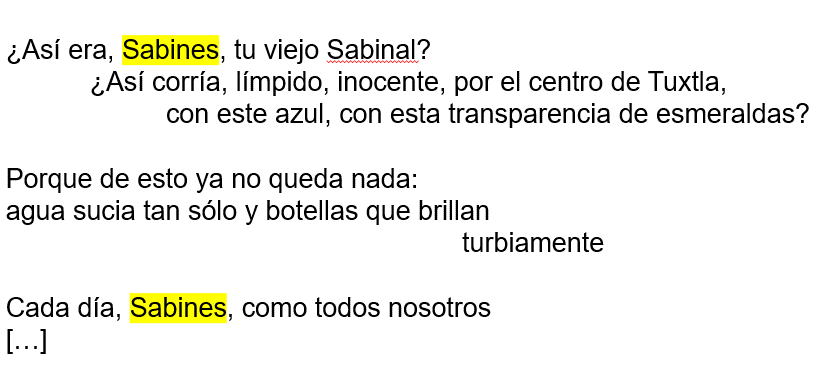 ¿Así era, Sabines, tu viejo Sabinal?
¿Así corría, límpido, inocente, por el centro de Tuxtla,
con este azul, con esta transparencia de esmeraldas?
Porque de esto ya no queda nada:
agua sucia tan sólo y botellas que brillan
turbiamente
Cada día, Sabines, como todos nosotros
[…]